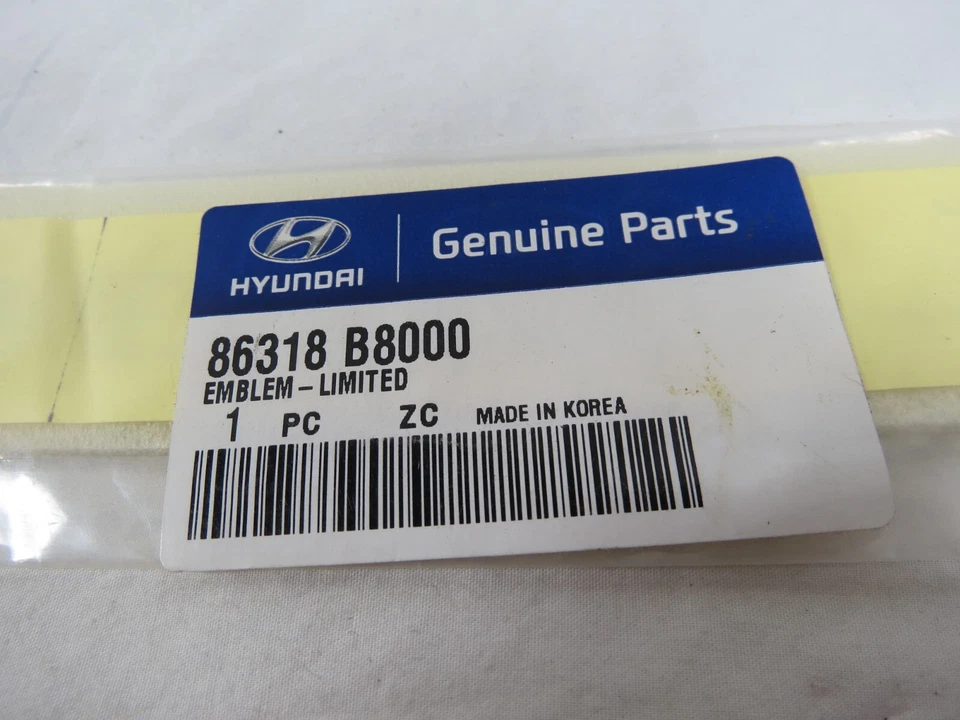 HYUNDAI
Genuine Parts
86318 B8000
EMBLEM-LIMITED
1 PC ZC MADE IN KOREA